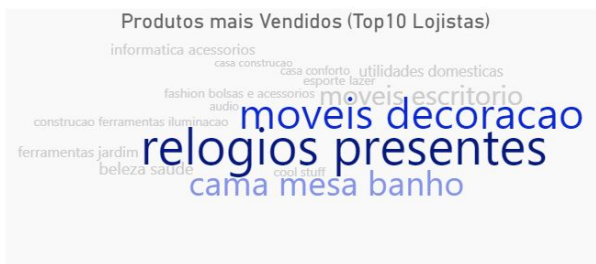 Produtos mais Vendidos (Top10 Lojistas)
informatica acessorios
casa construcao
casa conforto
utilidades domesticas
esporte lazer
fashion bolsas e acessorios
moveis escritorio
audio
moveis decoracao
construcao ferramentas iluminacao
relogios presentes
ferramentas jardim
beleza saude
cool stuff
cama mesa banho